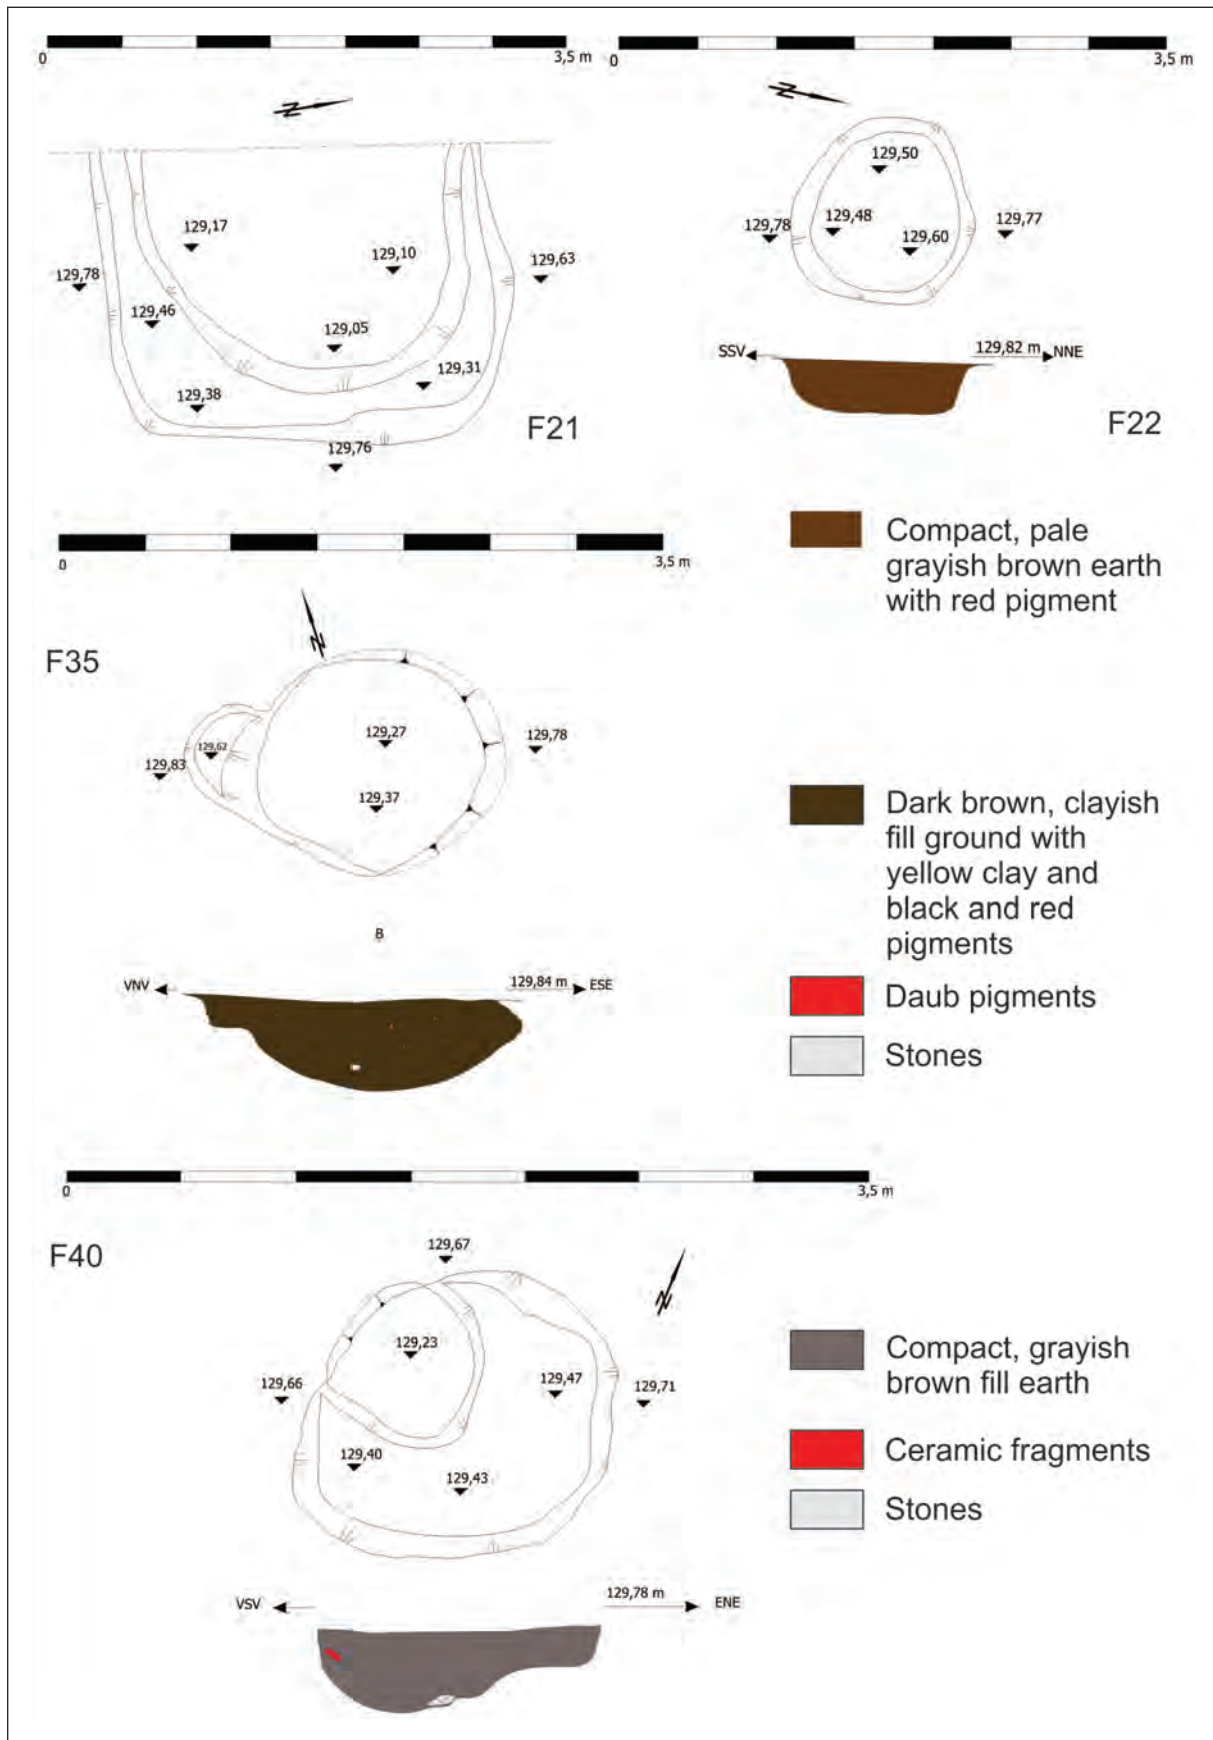 0
3,5 m
0
3,5 m
N
N
129,17
129,10
129,63
129,78
129,46
129,05
129,31
129,38
129,76
F21
129,50
129,78
129,48
129,60
129,77
SSV
129,82 m
NNE
F22
Compact, pale
grayish brown earth
with red pigment
0
3,5 m
N
F35
129,27
129,78
129,62
129,83
129,37
B
VNV
129,84 m
ESE
Dark brown, clayish
fill ground with
yellow clay and
black and red
pigments
Daub pigments
Stones
0
3,5 m
F40
129,67
N
129,23
129,66
129,47
129,71
129,40
129,43
VSV
129,78 m
ENE
Compact, grayish
brown fill earth
Ceramic fragments
Stones